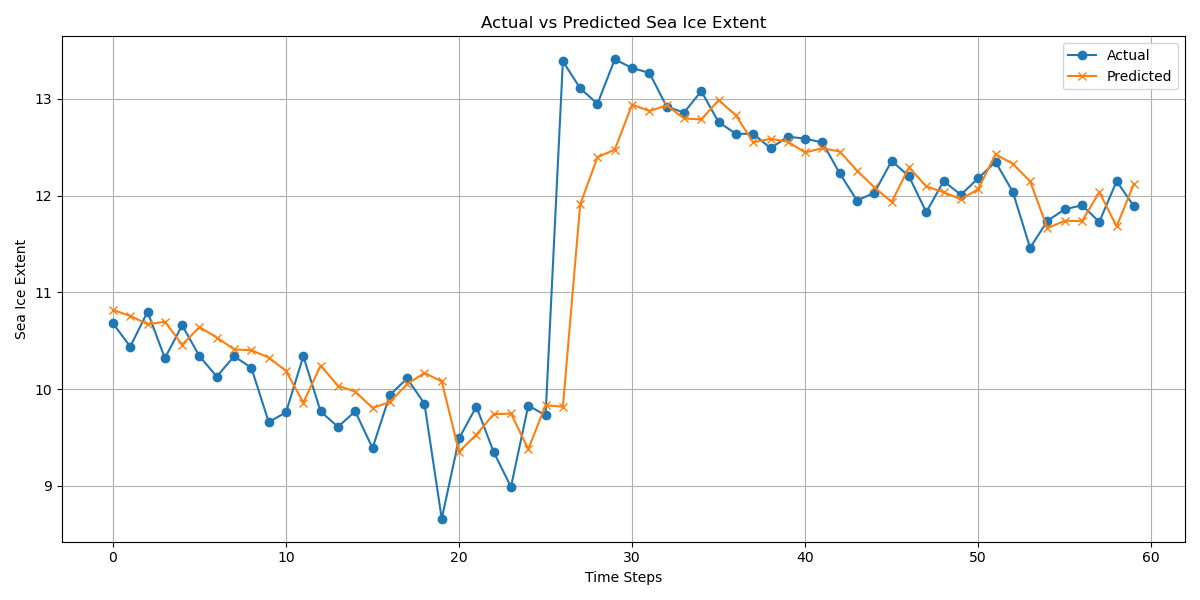 Actual vs Predicted Sea Ice Extent
Actual
Predicted
Sea Ice Extent
13
12
11
10
9
0 10 20 30 40 50 60
Time Steps